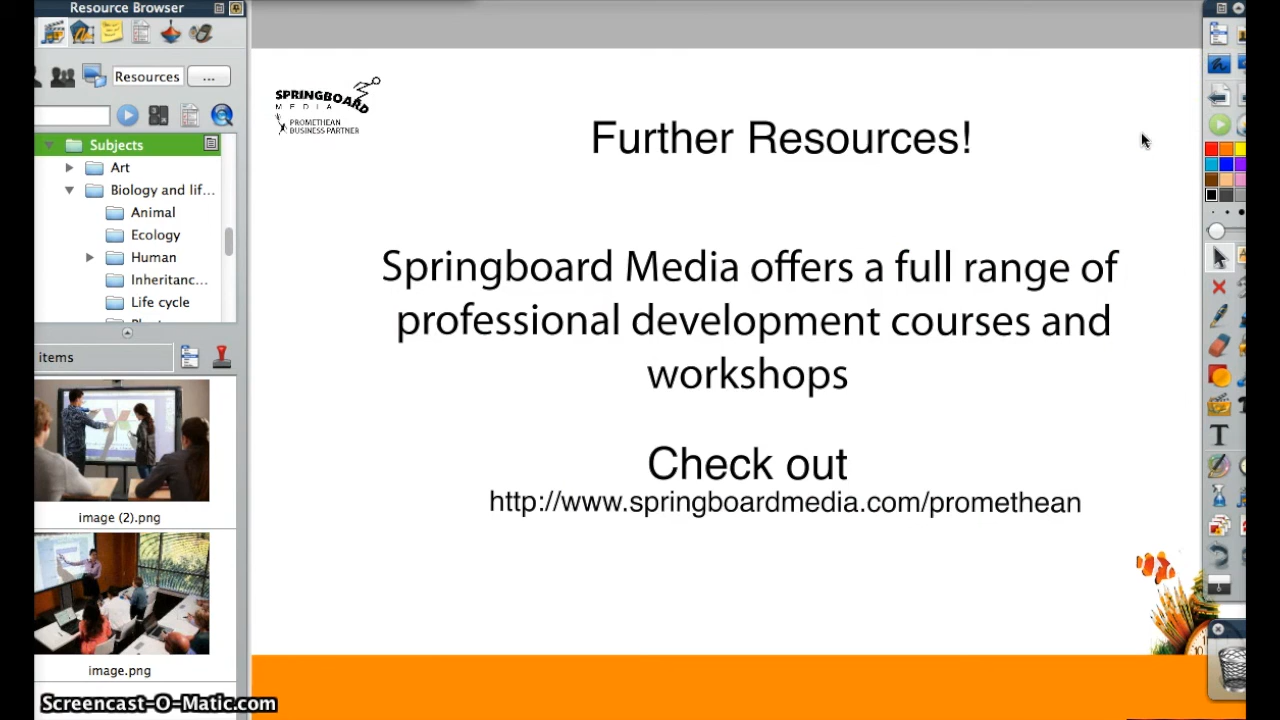 Resource Browser
Resources
...
Subjects
Art
Biology and lif...
Animal
Ecology
Human
Inheritanc...
Life cycle
items
image (2).png
image.png
Screencast-O-Matic.com
SPRINGBOARD
MEDIA
PROMETHEAN
BUSINESS PARTNER
Further Resources!
Springboard Media offers a full range of
professional development courses and
workshops
Check out
http://www.springboardmedia.com/promethean
T